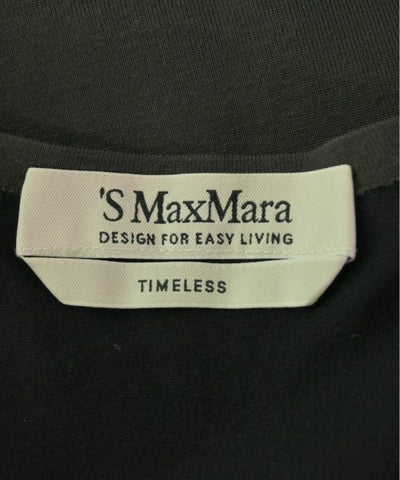 'S MaxMara
DESIGN FOR EASY LIVING
TIMELESS